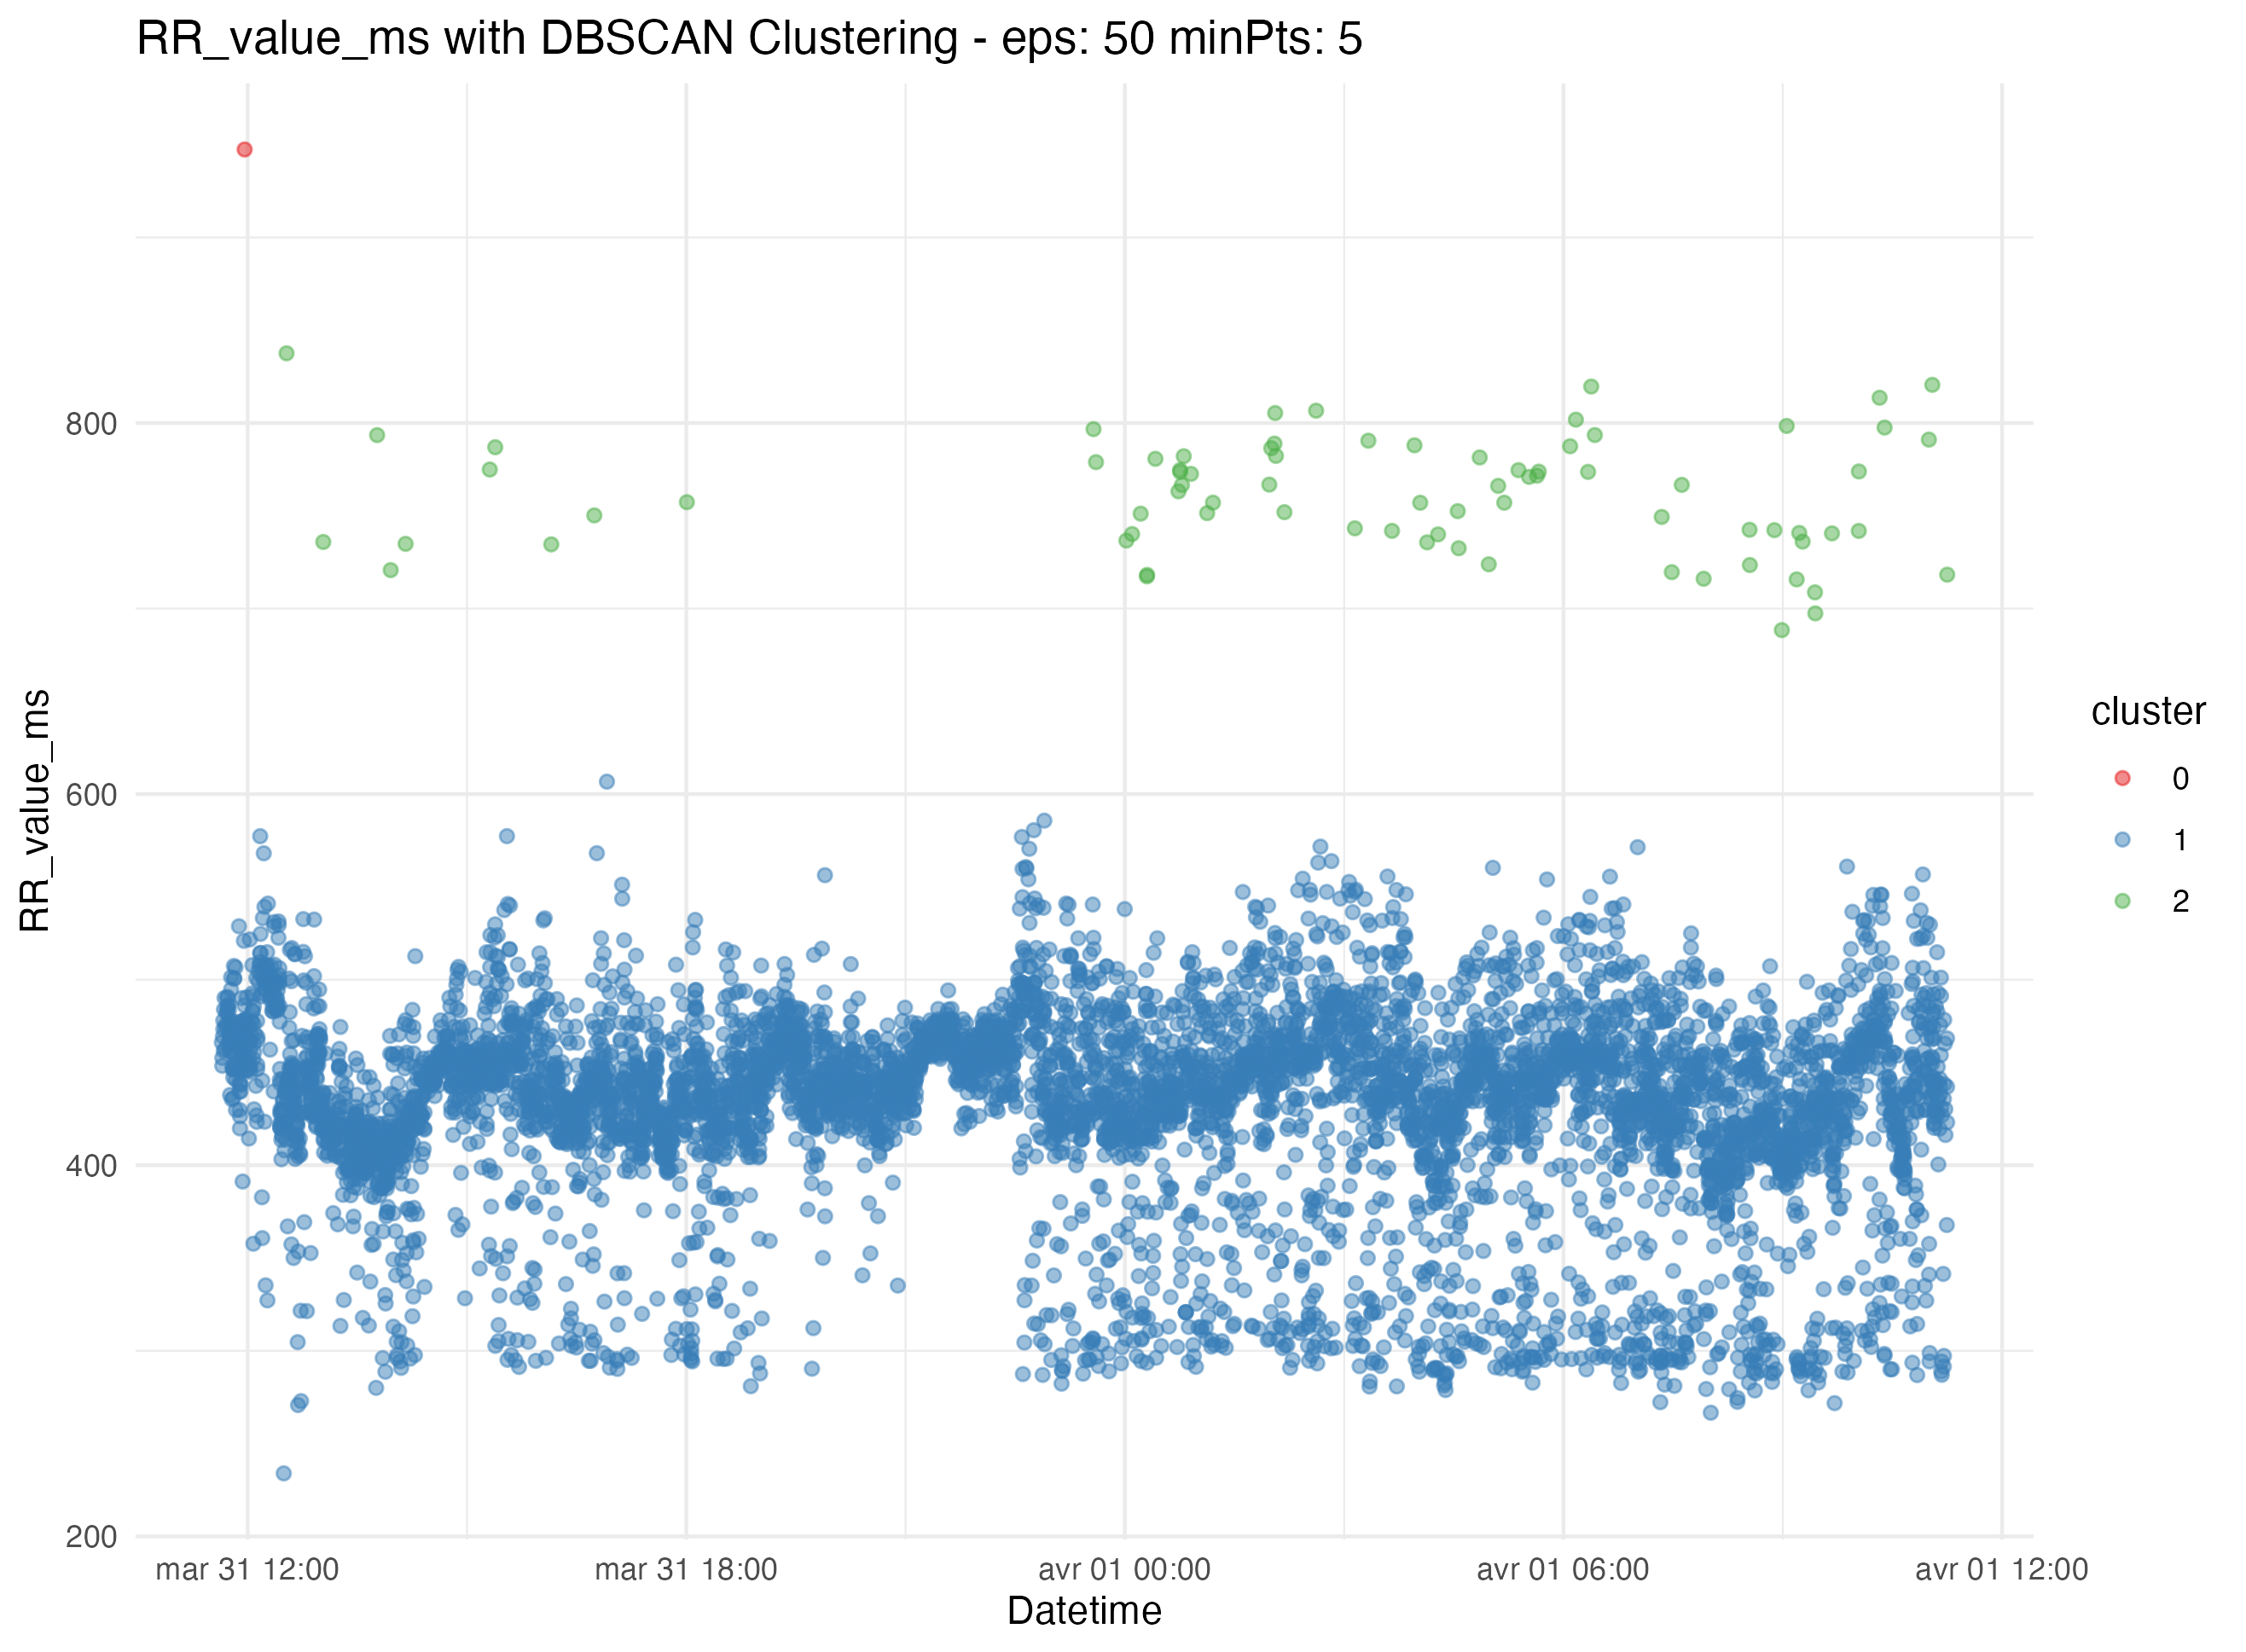 RR_value_ms with DBSCAN Clustering - eps: 50 minPts: 5
RR_value_ms
800
600
400
200
mar 31 12:00
mar 31 18:00
avr 01 00:00
avr 01 06:00
avr 01 12:00
Datetime
cluster
0
1
2